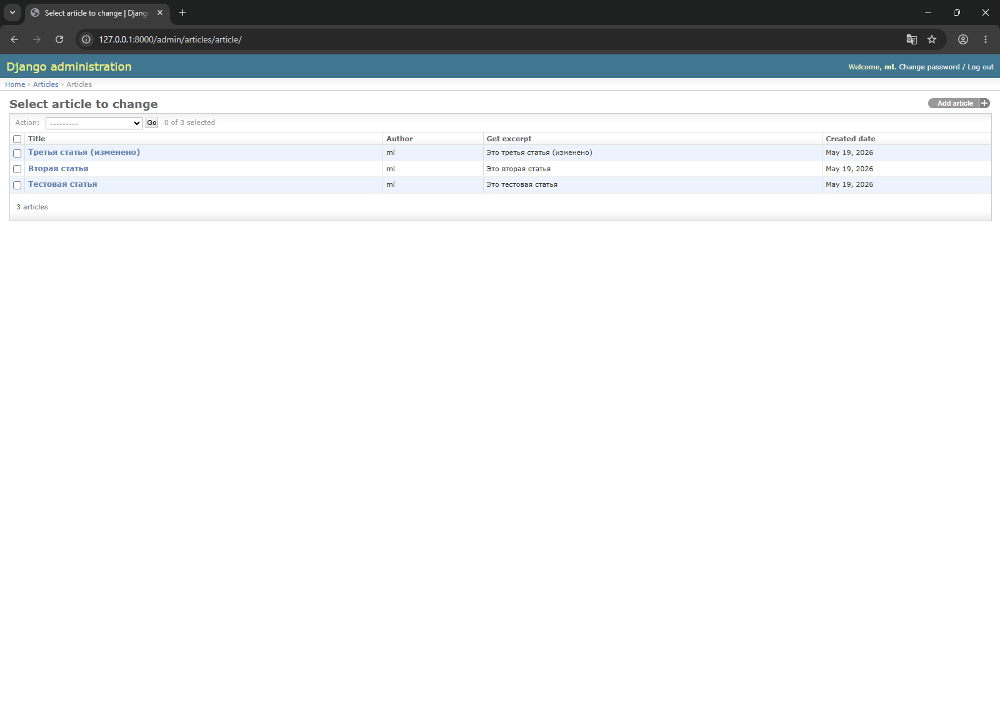 Select article to change | Djang
127.0.0.1:8000/admin/articles/article/
Django administration
Welcome, ml. Change password / Log out
Home › Articles › Articles
Select article to change
Add article
Action: --------- Go 0 of 3 selected
Title Author Get excerpt Created date
Третья статья (изменено) ml Это третья статья (изменено) May 19, 2026
Вторая статья ml Это вторая статья May 19, 2026
Тестовая статья ml Это тестовая статья May 19, 2026
3 articles